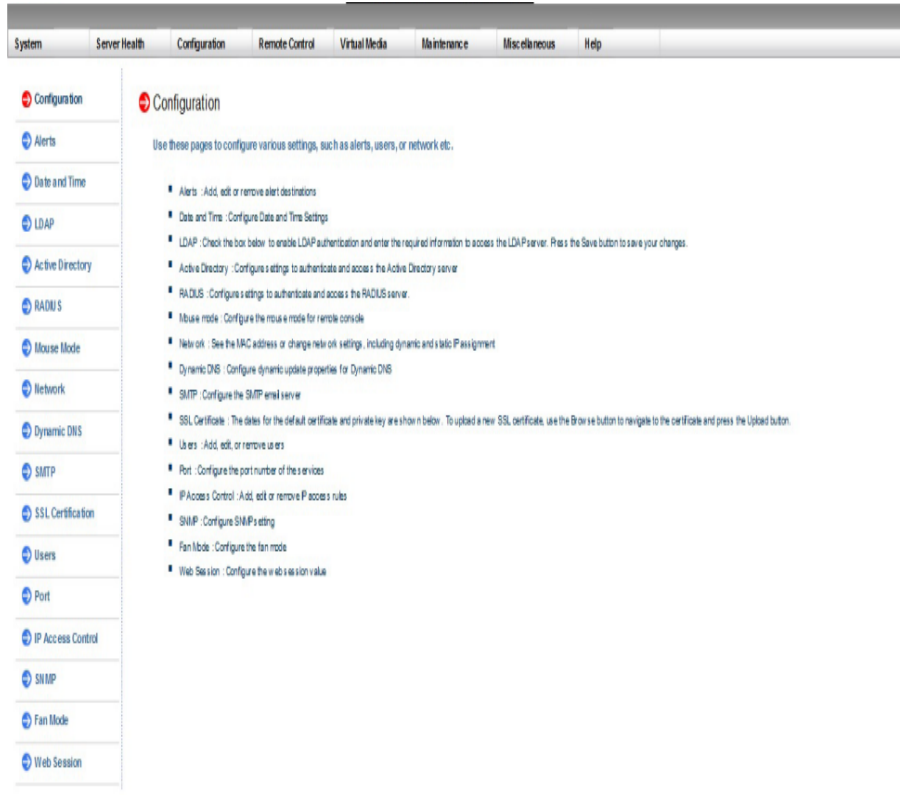 System Server Health Configuration Remote Control Virtual Media Maintenance Miscellaneous Help
Configuration
Alerts
Date and Time
LDAP
Active Directory
RADIUS
Mouse Mode
Network
Dynamic DNS
SMTP
SSL Certification
Users
Port
IP Access Control
SNMP
Fan Mode
Web Session
Configuration
Use these pages to configure various settings, such as alerts, users, or network etc.
Alerts : Add, edit or remove alert destinations
Date and Time : Configure Date and Time Settings
LDAP : Check the box below to enable LDAP authentication and enter the required information to access the LDAP server. Press the Save button to save your changes.
Active Directory : Configure settings to authenticate and access the Active Directory server
RADIUS : Configure settings to authenticate and access the RADIUS server.
Mouse mode : Configure the mouse mode for remote console
Network : See the MAC address or change network settings, including dynamic and static IP assignment
Dynamic DNS : Configure dynamic update properties for Dynamic DNS
SMTP : Configure the SMTP email server
SSL Certificate : The dates for the default certificate and private key are shown below. To upload a new SSL certificate, use the Browse button to navigate to the certificate and press the Upload button.
Users : Add, edit, or remove users
Port : Configure the port number of the services
IP Access Control : Add, edit or remove IP access rules
SNMP : Configure SNMP setting
Fan Mode : Configure the fan mode
Web Session : Configure the web session value